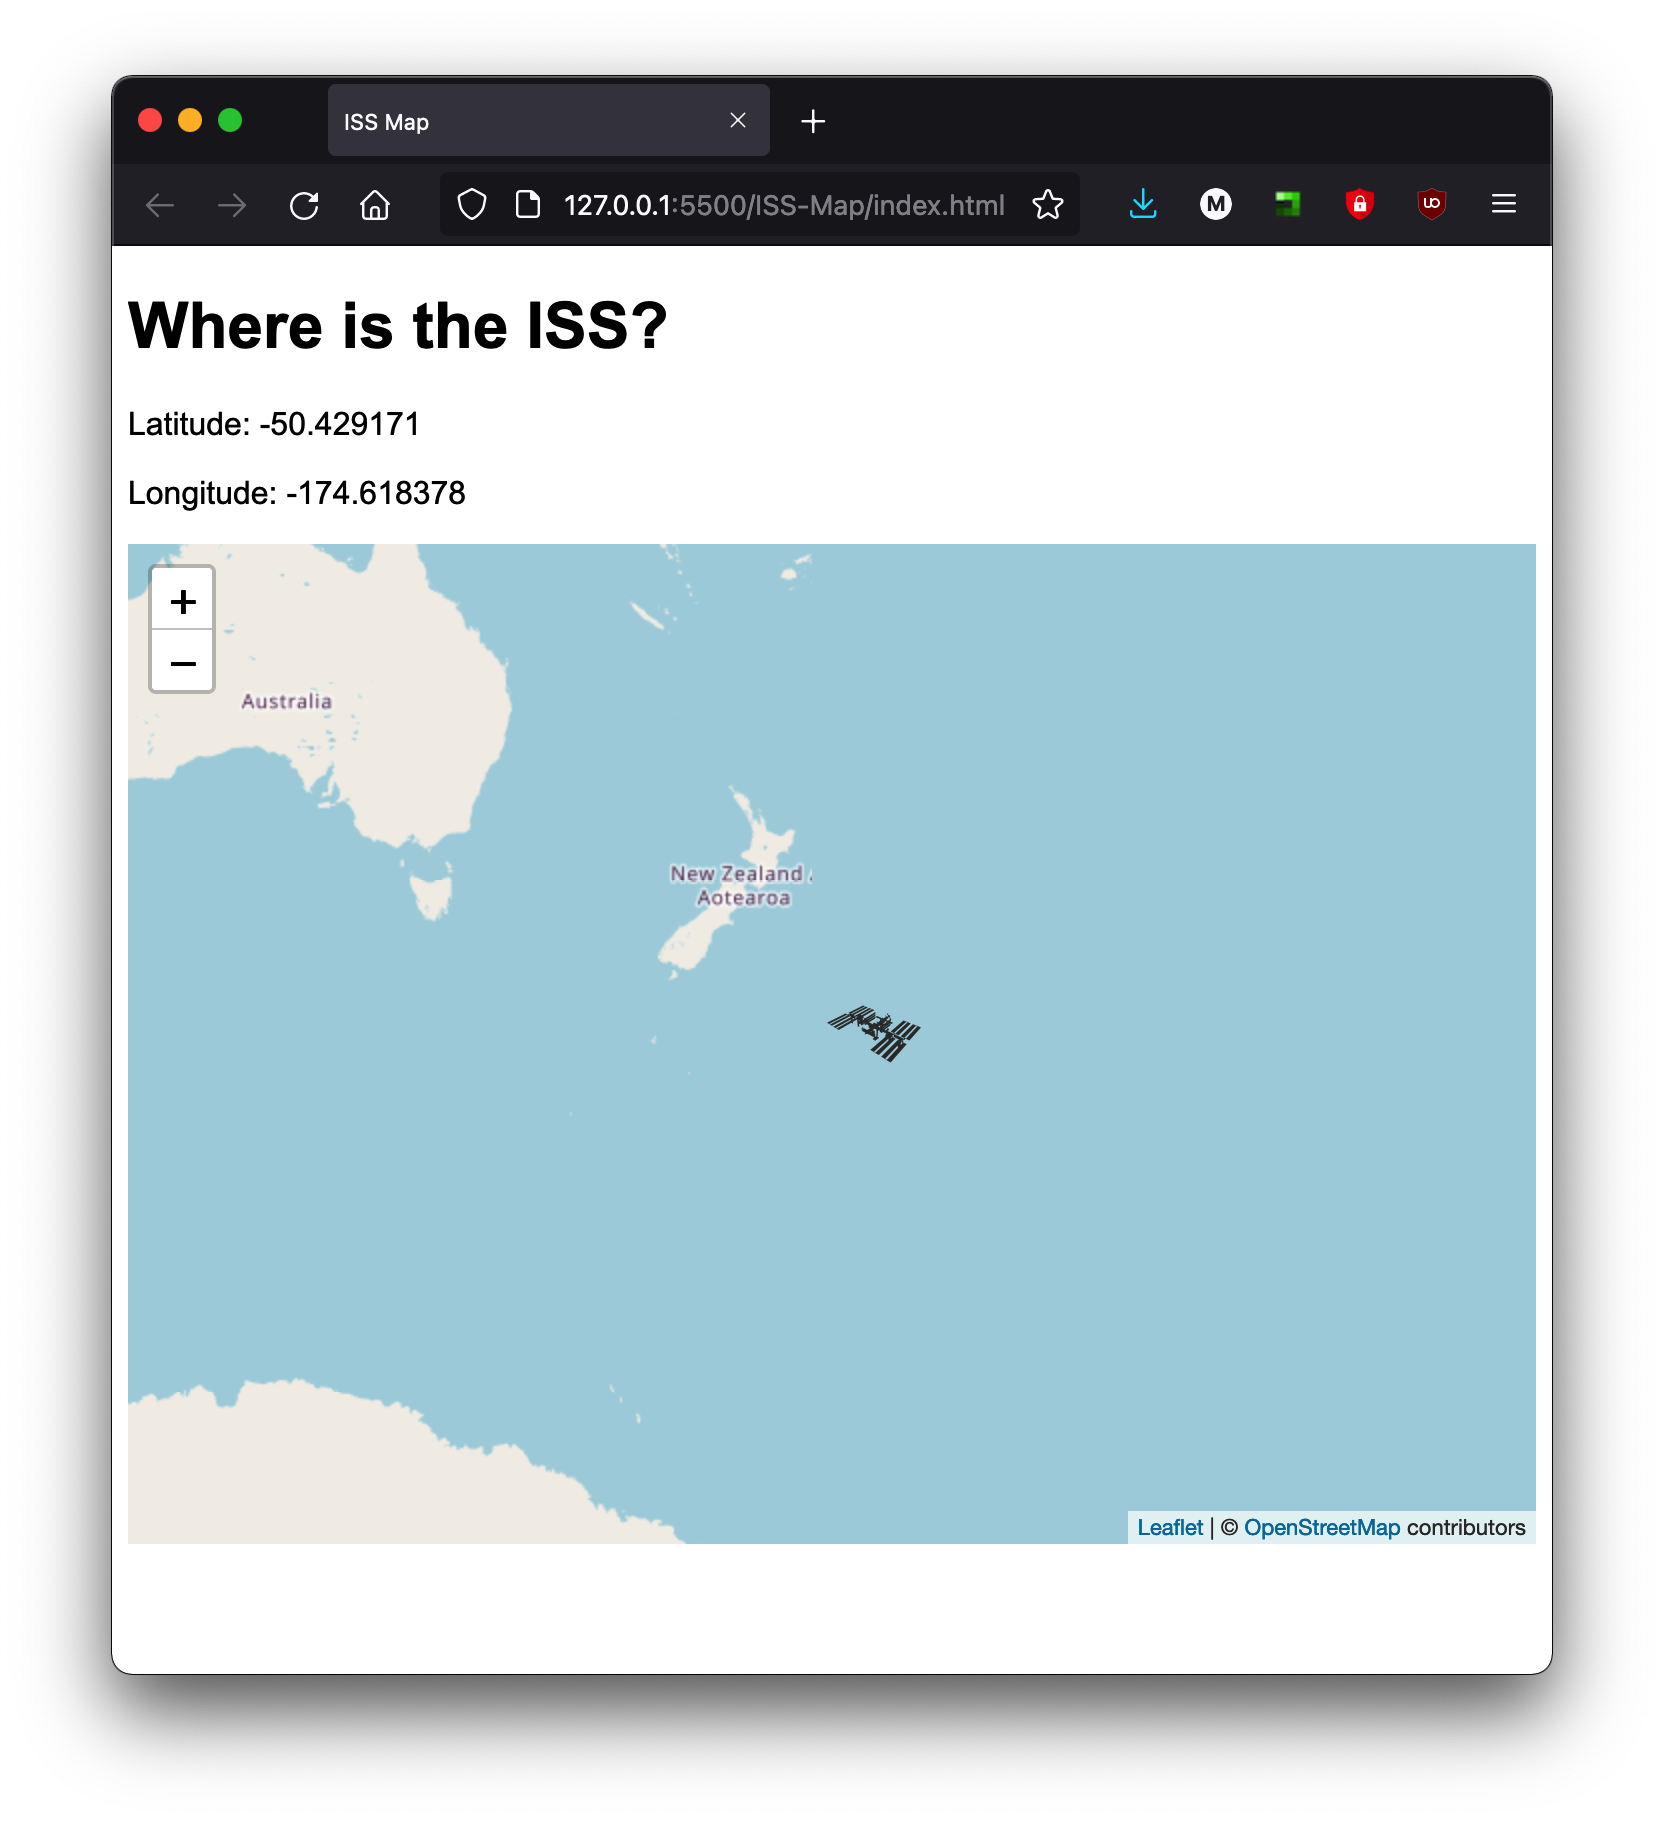 ISS Map
127.0.0.1:5500/ISS-Map/index.html
M
Where is the ISS?
Latitude: -50.429171
Longitude: -174.618378
+
−
Australia
New Zealand
Aotearoa
Leaflet | © OpenStreetMap contributors